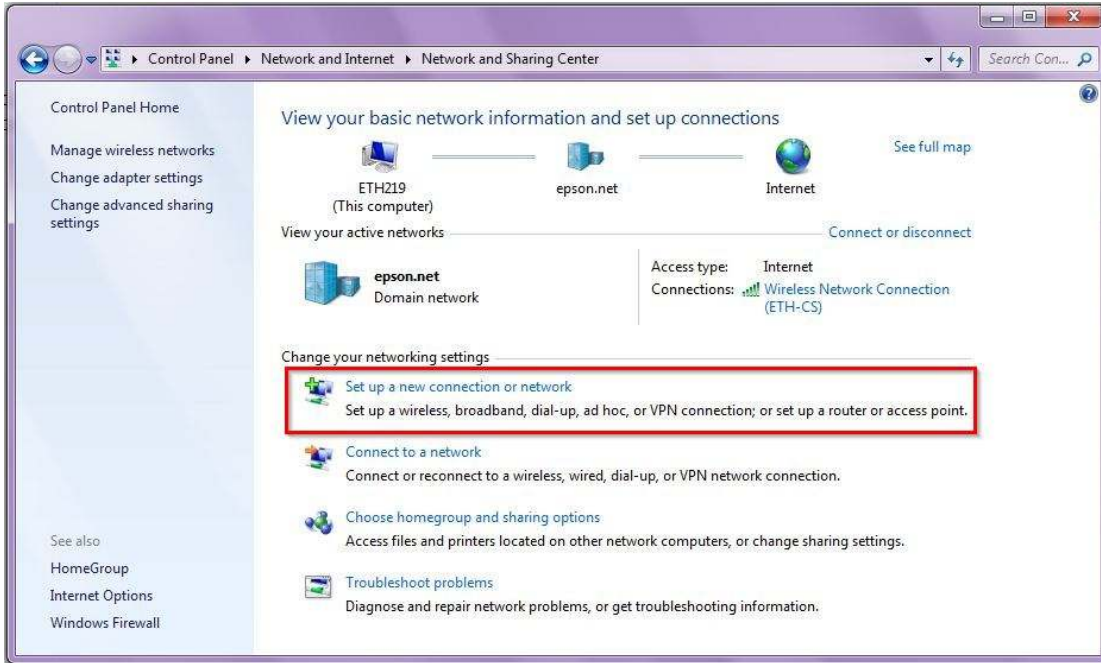 Control Panel ▸ Network and Internet ▸ Network and Sharing Center
Search Con...
Control Panel Home
Manage wireless networks
Change adapter settings
Change advanced sharing
settings
See also
HomeGroup
Internet Options
Windows Firewall
View your basic network information and set up connections
See full map
ETH219
(This computer)
epson.net
Internet
View your active networks
Connect or disconnect
epson.net
Domain network
Access type: Internet
Connections: Wireless Network Connection
(ETH-CS)
Change your networking settings
Set up a new connection or network
Set up a wireless, broadband, dial-up, ad hoc, or VPN connection; or set up a router or access point.
Connect to a network
Connect or reconnect to a wireless, wired, dial-up, or VPN network connection.
Choose homegroup and sharing options
Access files and printers located on other network computers, or change sharing settings.
Troubleshoot problems
Diagnose and repair network problems, or get troubleshooting information.